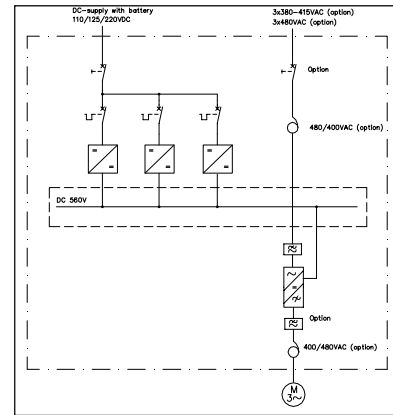 DC-supply with battery
110/125/220VDC
3x380-415VAC (option)
3x480VAC (option)
Option
480/400VAC (option)
DC 560V
Option
400/480VAC (option)
M
3~